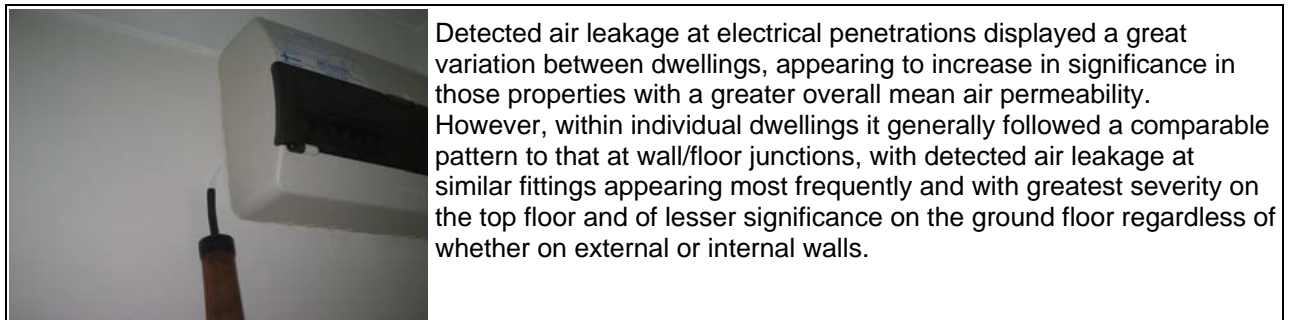 Detected air leakage at electrical penetrations displayed a great
variation between dwellings, appearing to increase in significance in
those properties with a greater overall mean air permeability.
However, within individual dwellings it generally followed a comparable
pattern to that at wall/floor junctions, with detected air leakage at
similar fittings appearing most frequently and with greatest severity on
the top floor and of lesser significance on the ground floor regardless of
whether on external or internal walls.